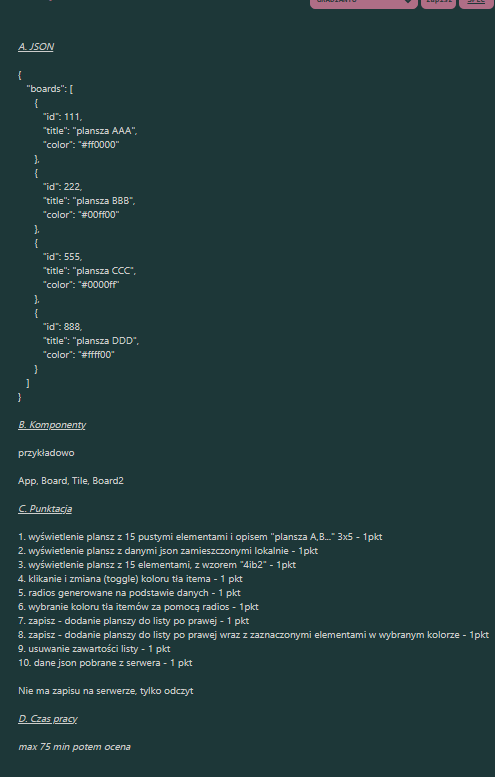 zapisz
A. JSON
{
"boards": [
{
"id": 111,
"title": "plansza AAA",
"color": "#ff0000"
},
{
"id": 222,
"title": "plansza BBB",
"color": "#00ff00"
},
{
"id": 555,
"title": "plansza CCC",
"color": "#0000ff"
},
{
"id": 888,
"title": "plansza DDD",
"color": "#ffff00"
}
]
}
B. Komponenty
przykładowo
App, Board, Tile, Board2
C. Punktacja
1. wyświetlenie plansz z 15 pustymi elementami i opisem "plansza A,B..." 3x5 - 1pkt
2. wyświetlenie plansz z danymi json zamieszczonymi lokalnie - 1pkt
3. wyświetlenie plansz z 15 elementami, z wzorem "4ib2" - 1pkt
4. klikanie i zmiana (toggle) koloru tła itema - 1 pkt
5. radios generowane na podstawie danych - 1 pkt
6. wybranie koloru tła itemów za pomocą radios - 1pkt
7. zapisz - dodanie planszy do listy po prawej - 1 pkt
8. zapisz - dodanie planszy do listy po prawej wraz z zaznaczonymi elementami w wybranym kolorze - 1pkt
9. usuwanie zawartości listy - 1 pkt
10. dane json pobrane z serwera - 1 pkt
Nie ma zapisu na serwerze, tylko odczyt
D. Czas pracy
max 75 min potem ocena